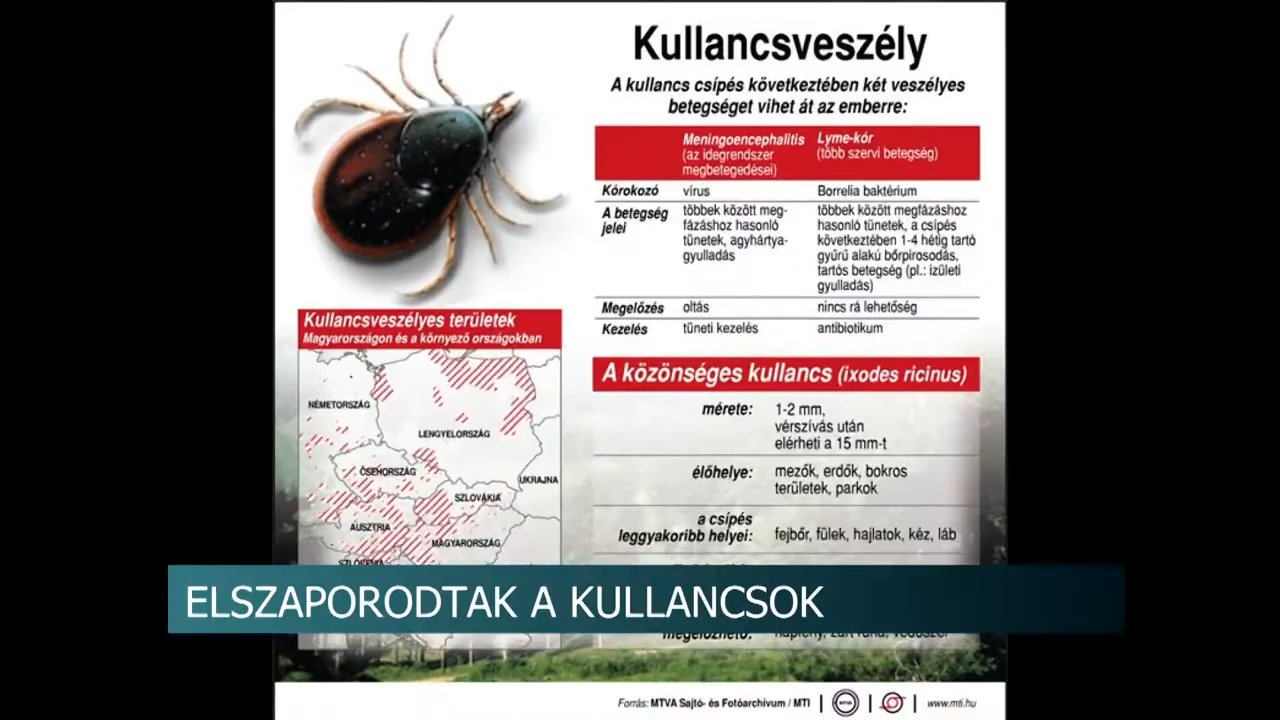 Kullancsveszély
A kullancs csípés következtében két veszélyes
betegséget vihet át az emberre:
Meningoencephalitis
(az idegrendszer
megbetegedései)
Lyme-kór
(több szervi betegség)
Kórokozó
vírus
Borrelia baktérium
A betegség
jelei
többek között meg-
fázáshoz hasonló
tünetek, agyhártya-
gyulladás
többek között megfázáshoz
hasonló tünetek, a csípés
következtében 1-4 hétig tartó
gyűrű alakú bőrpirosodás,
tartós betegség (pl.: izületi
gyulladás)
Megelőzés
oltás
nincs rá lehetőség
Kezelés
tüneti kezelés
antibiotikum
Kullancsveszélyes területek
Magyarországon és a környező országokban
NÉMETORSZÁG
LENGYELORSZÁG
CSEHORSZÁG
UKRAJNA
SZLOVÁKIA
AUSZTRIA
MAGYARORSZÁG
A közönséges kullancs (ixodes ricinus)
mérete:
1-2 mm,
vérszívás után
elérheti a 15 mm-t
élőhelye:
mezők, erdők, bokros
területek, parkok
a csípés
leggyakoribb helyei:
fejbőr, fülek, hajlatok, kéz, láb
ELSZAPORODTAK A KULLANCSOK
megelőzhető:
Forrás: MTVA Sajtó- és Fotóarchívum / MTI
MTVA
www.mti.hu